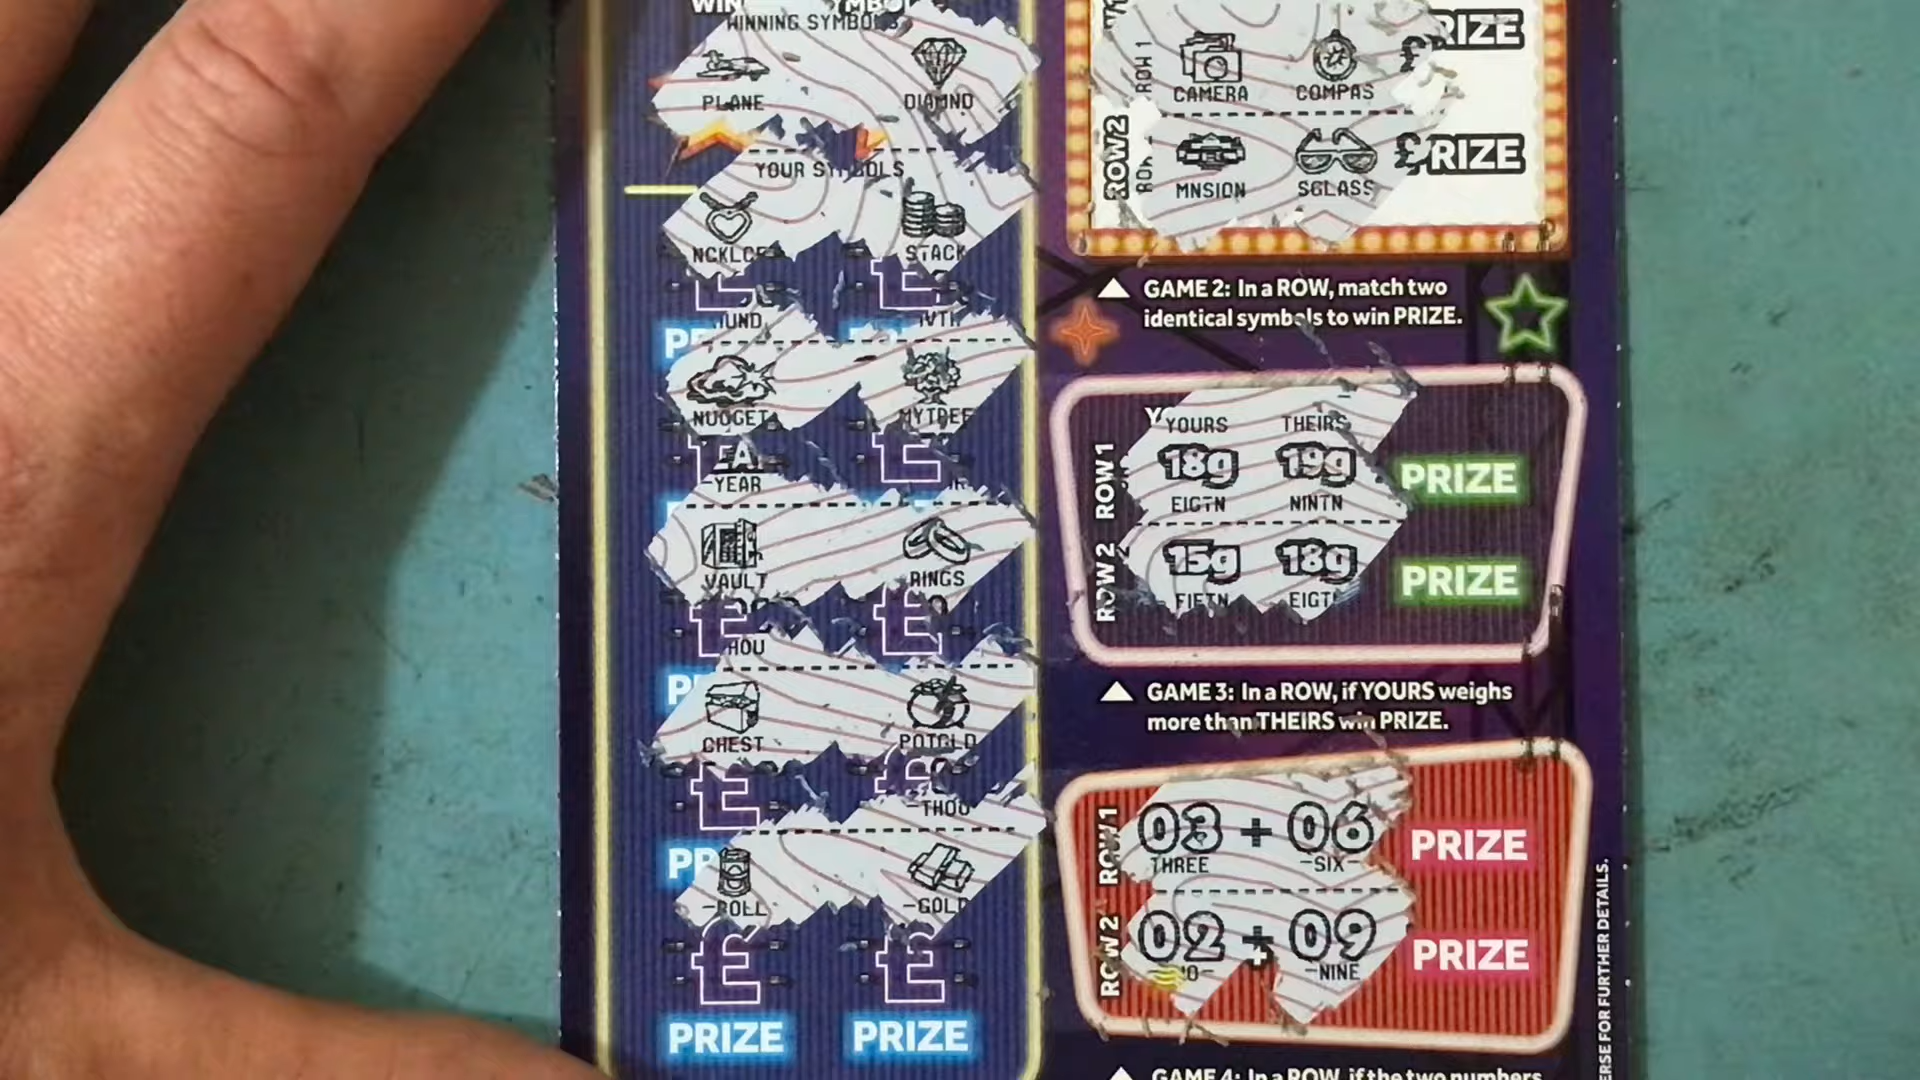 WINNING SYMBOLS
PLANE DIAMND
YOUR SYMBOLS
NCKLCE STACK
NUGGET MYTREE
-YEAR
VAULT RINGS
CHEST POTGLD
-THOU
-ROLL- -GOLD
£ £
PRIZE PRIZE
ROW 1
CAMERA COMPAS £ PRIZE
ROW 2
MNSION SGLASS £ PRIZE
GAME 2: In a ROW, match two
identical symbols to win PRIZE.
YOURS THEIRS
ROW 1 18g 19g PRIZE
EIGTN NINTN
ROW 2 15g 18g PRIZE
FIFTN EIGT
GAME 3: In a ROW, if YOURS weighs
more than THEIRS win PRIZE.
ROW 1 03 + 06 PRIZE
THREE -SIX-
ROW 2 02 + 09 PRIZE
-NINE
GAME 4: In a ROW, if the two numbers
ERSE FOR FURTHER DETAILS.